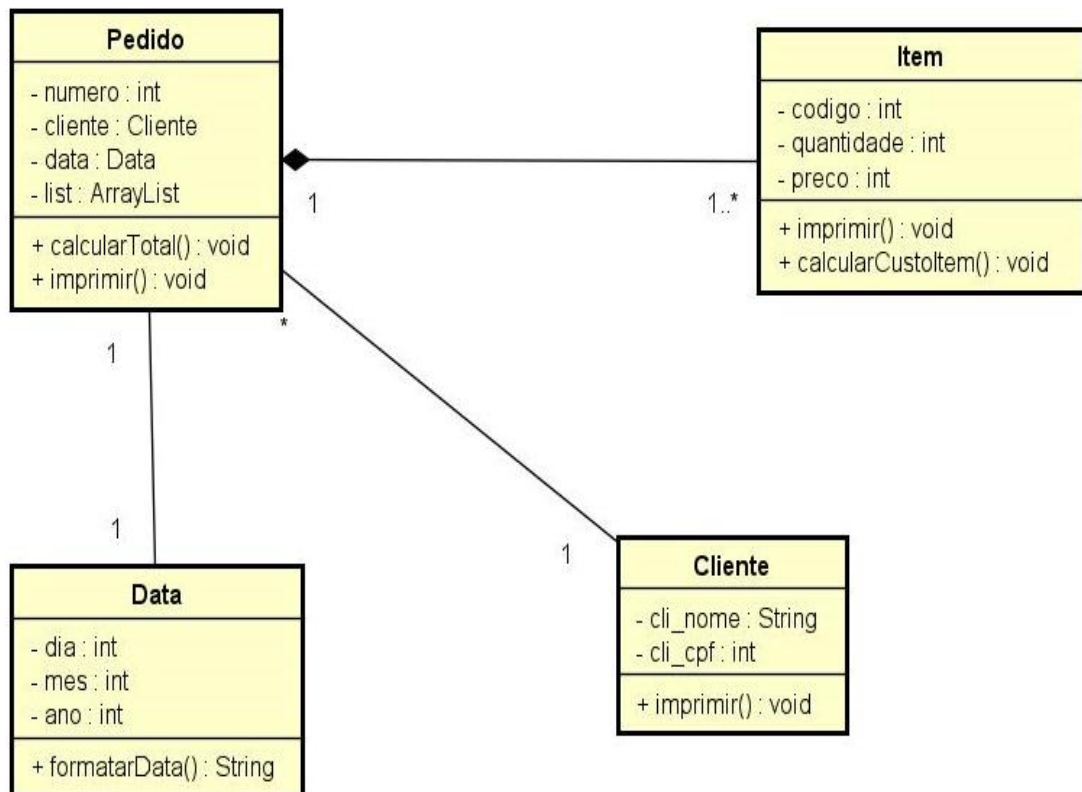 Pedido
- numero : int
- cliente : Cliente
- data : Data
- list : ArrayList
+ calcularTotal() : void
+ imprimir() : void
Item
- codigo : int
- quantidade : int
- preco : int
+ imprimir() : void
+ calcularCustoItem() : void
1
1..*
*
1
1
1
Data
- dia : int
- mes : int
- ano : int
+ formatarData() : String
Cliente
- cli_nome : String
- cli_cpf : int
+ imprimir() : void